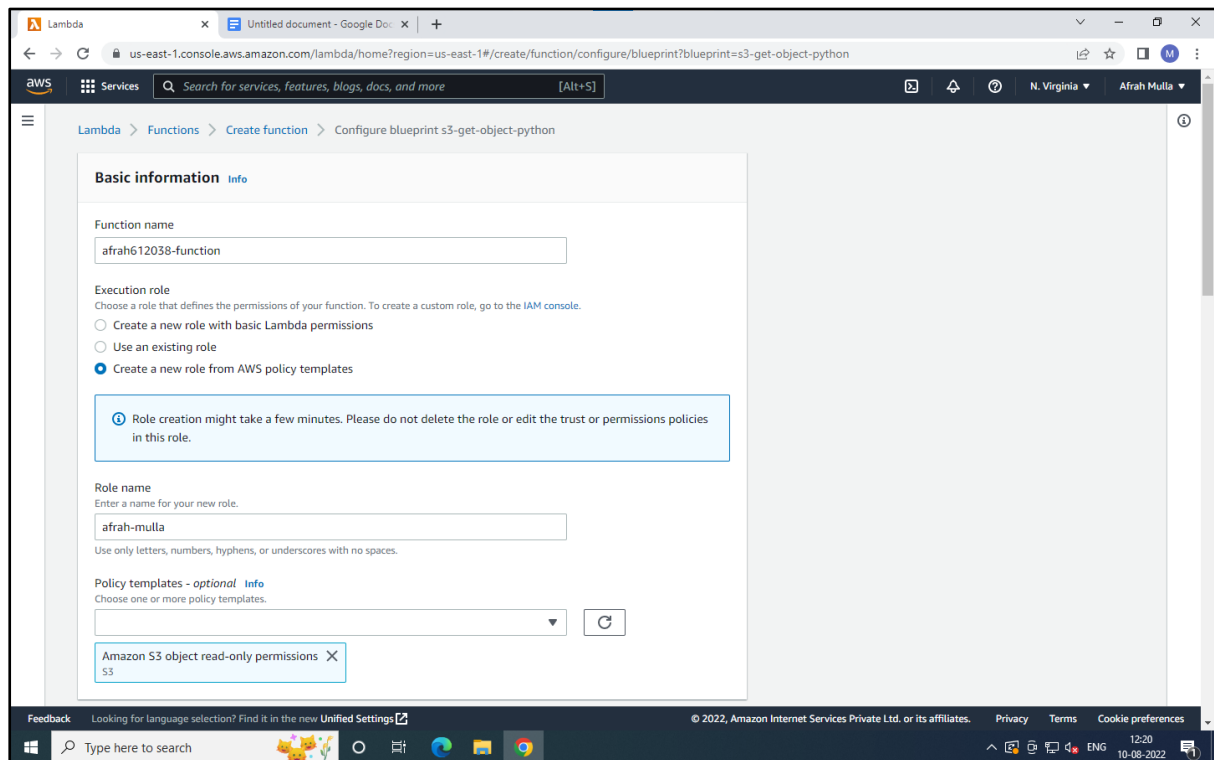 Lambda
Untitled document - Google Doc
us-east-1.console.aws.amazon.com/lambda/home?region=us-east-1#/create/function/configure/blueprint?blueprint=s3-get-object-python
M
aws
Services
Search for services, features, blogs, docs, and more
[Alt+S]
N. Virginia
Afrah Mulla
Lambda > Functions > Create function > Configure blueprint s3-get-object-python
Basic information Info
Function name
afrah612038-function
Execution role
Choose a role that defines the permissions of your function. To create a custom role, go to the IAM console.
Create a new role with basic Lambda permissions
Use an existing role
Create a new role from AWS policy templates
Role creation might take a few minutes. Please do not delete the role or edit the trust or permissions policies
in this role.
Role name
Enter a name for your new role.
afrah-mulla
Use only letters, numbers, hyphens, or underscores with no spaces.
Policy templates - optional Info
Choose one or more policy templates.
Amazon S3 object read-only permissions
S3
Feedback
Looking for language selection? Find it in the new Unified Settings
© 2022, Amazon Internet Services Private Ltd. or its affiliates.
Privacy
Terms
Cookie preferences
Type here to search
ENG
12:20
10-08-2022
1